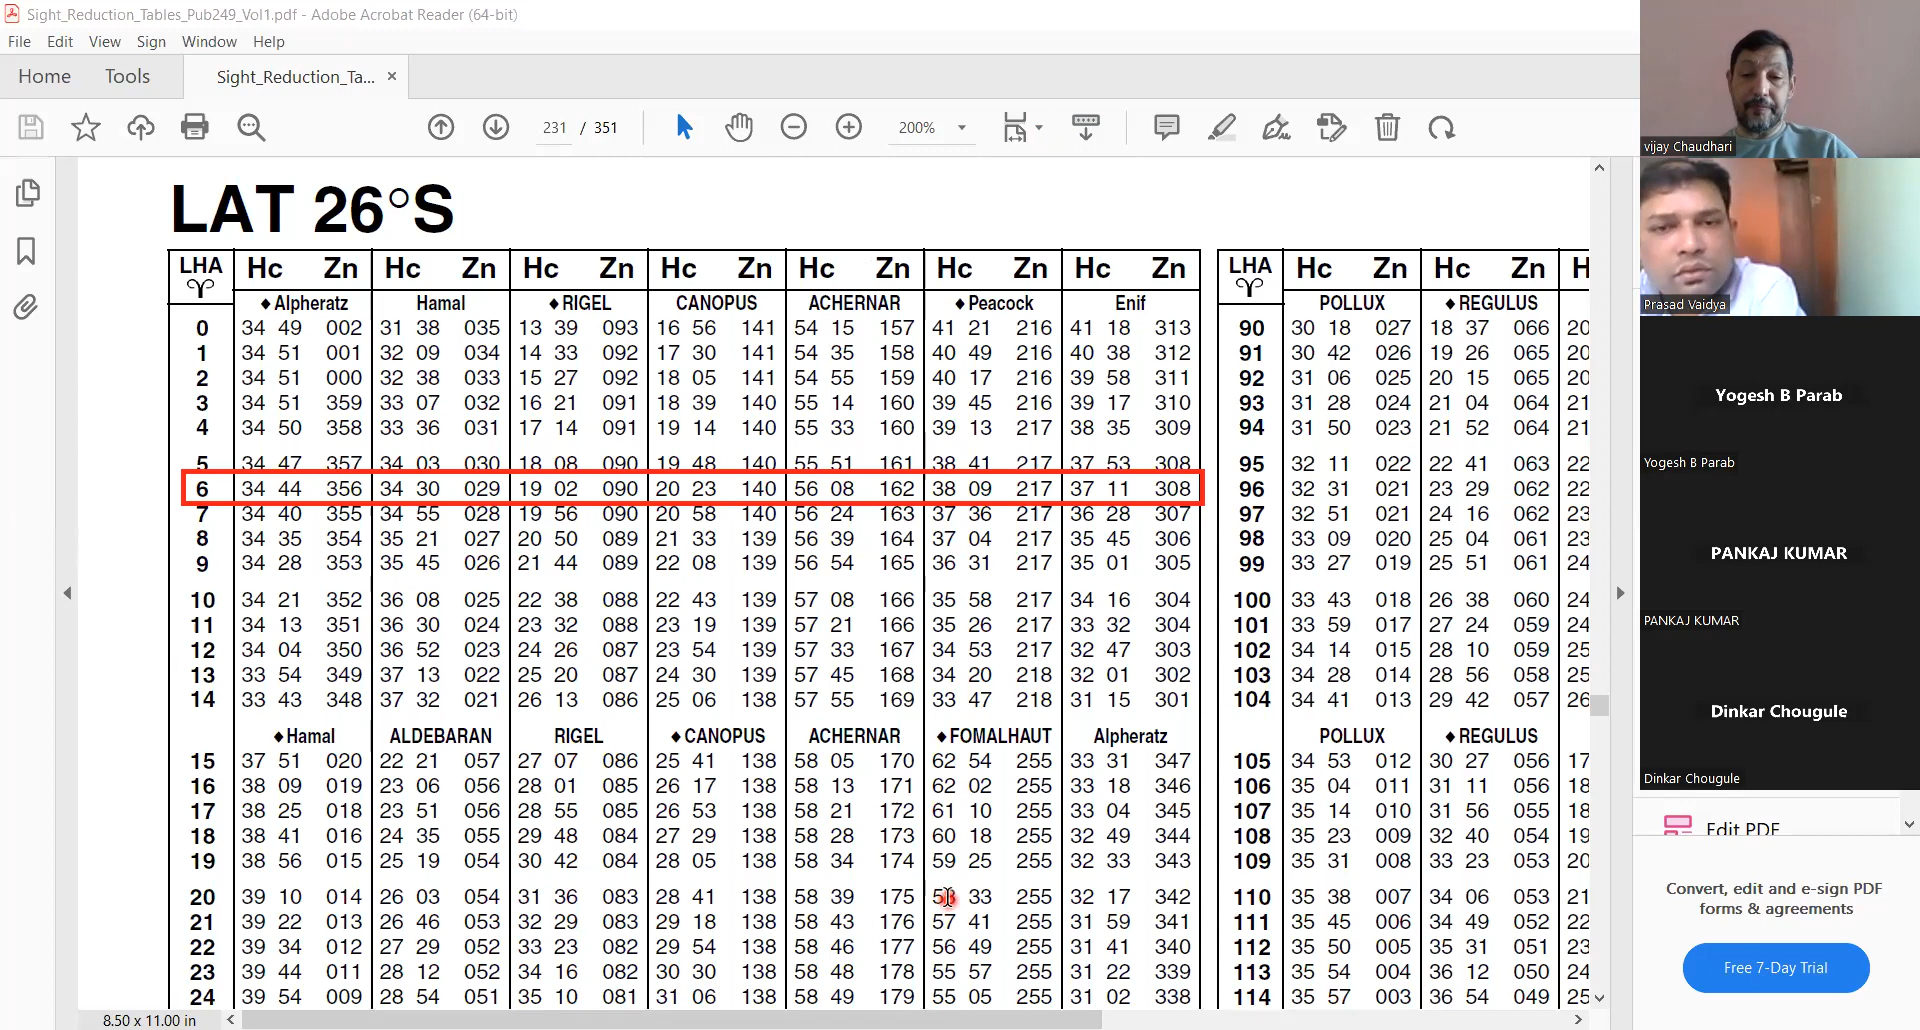 Sight_Reduction_Tables_Pub249_Vol1.pdf - Adobe Acrobat Reader (64-bit)
File Edit View Sign Window Help
Home Tools Sight_Reduction_Ta... ×
231 / 351 200%
LAT 26°S
LHA Hc Zn Hc Zn Hc Zn Hc Zn Hc Zn Hc Zn Hc Zn LHA Hc Zn Hc Zn H
♈ ♦Alpheratz Hamal ♦RIGEL CANOPUS ACHERNAR ♦Peacock Enif ♈ POLLUX ♦REGULUS
0 34 49 002 31 38 035 13 39 093 16 56 141 54 15 157 41 21 216 41 18 313 90 30 18 027 18 37 066 20
1 34 51 001 32 09 034 14 33 092 17 30 141 54 35 158 40 49 216 40 38 312 91 30 42 026 19 26 065 20
2 34 51 000 32 38 033 15 27 092 18 05 141 54 55 159 40 17 216 39 58 311 92 31 06 025 20 15 065 20
3 34 51 359 33 07 032 16 21 091 18 39 140 55 14 160 39 45 216 39 17 310 93 31 28 024 21 04 064 21
4 34 50 358 33 36 031 17 14 091 19 14 140 55 33 160 39 13 217 38 35 309 94 31 50 023 21 52 064 21
5 34 47 357 34 03 030 18 08 090 19 48 140 55 51 161 38 41 217 37 53 308 95 32 11 022 22 41 063 22
6 34 44 356 34 30 029 19 02 090 20 23 140 56 08 162 38 09 217 37 11 308 96 32 31 021 23 29 062 22
7 34 40 355 34 55 028 19 56 090 20 58 140 56 24 163 37 36 217 36 28 307 97 32 51 021 24 16 062 23
8 34 35 354 35 21 027 20 50 089 21 33 139 56 39 164 37 04 217 35 45 306 98 33 09 020 25 04 061 23
9 34 28 353 35 45 026 21 44 089 22 08 139 56 54 165 36 31 217 35 01 305 99 33 27 019 25 51 061 24
10 34 21 352 36 08 025 22 38 088 22 43 139 57 08 166 35 58 217 34 16 304 100 33 43 018 26 38 060 24
11 34 13 351 36 30 024 23 32 088 23 19 139 57 21 166 35 26 217 33 32 304 101 33 59 017 27 24 059 24
12 34 04 350 36 52 023 24 26 087 23 54 139 57 33 167 34 53 217 32 47 303 102 34 14 015 28 10 059 25
13 33 54 349 37 13 022 25 20 087 24 30 139 57 45 168 34 20 218 32 01 302 103 34 28 014 28 56 058 25
14 33 43 348 37 32 021 26 13 086 25 06 138 57 55 169 33 47 218 31 15 301 104 34 41 013 29 42 057 26
♦Hamal ALDEBARAN RIGEL ♦CANOPUS ACHERNAR ♦FOMALHAUT Alpheratz POLLUX ♦REGULUS
15 37 51 020 22 21 057 27 07 086 25 41 138 58 05 170 62 54 255 33 31 347 105 34 53 012 30 27 056 17
16 38 09 019 23 06 056 28 01 085 26 17 138 58 13 171 62 02 255 33 18 346 106 35 04 011 31 11 056 18
17 38 25 018 23 51 056 28 55 085 26 53 138 58 21 172 61 10 255 33 04 345 107 35 14 010 31 56 055 18
18 38 41 016 24 35 055 29 48 084 27 29 138 58 28 173 60 18 255 32 49 344 108 35 23 009 32 40 054 19
19 38 56 015 25 19 054 30 42 084 28 05 138 58 34 174 59 25 255 32 33 343 109 35 31 008 33 23 053 20
20 39 10 014 26 03 054 31 36 083 28 41 138 58 39 175 33 255 32 17 342 110 35 38 007 34 06 053 21
21 39 22 013 26 46 053 32 29 083 29 18 138 58 43 176 57 41 255 31 59 341 111 35 45 006 34 49 052 22
22 39 34 012 27 29 052 33 23 082 29 54 138 58 46 177 56 49 255 31 41 340 112 35 50 005 35 31 051 23
23 39 44 011 28 12 052 34 16 082 30 30 138 58 48 178 55 57 255 31 22 339 113 35 54 004 36 12 050 24
24 39 54 009 28 54 051 35 10 081 31 06 138 58 49 179 55 05 255 31 02 338 114 35 57 003 36 54 049 25
8.50 x 11.00 in
vijay Chaudhari
Prasad Vaidya
Yogesh B Parab
Yogesh B Parab
PANKAJ KUMAR
PANKAJ KUMAR
Dinkar Chougule
Dinkar Chougule
Edit PDF
Convert, edit and e-sign PDF
forms & agreements
Free 7-Day Trial